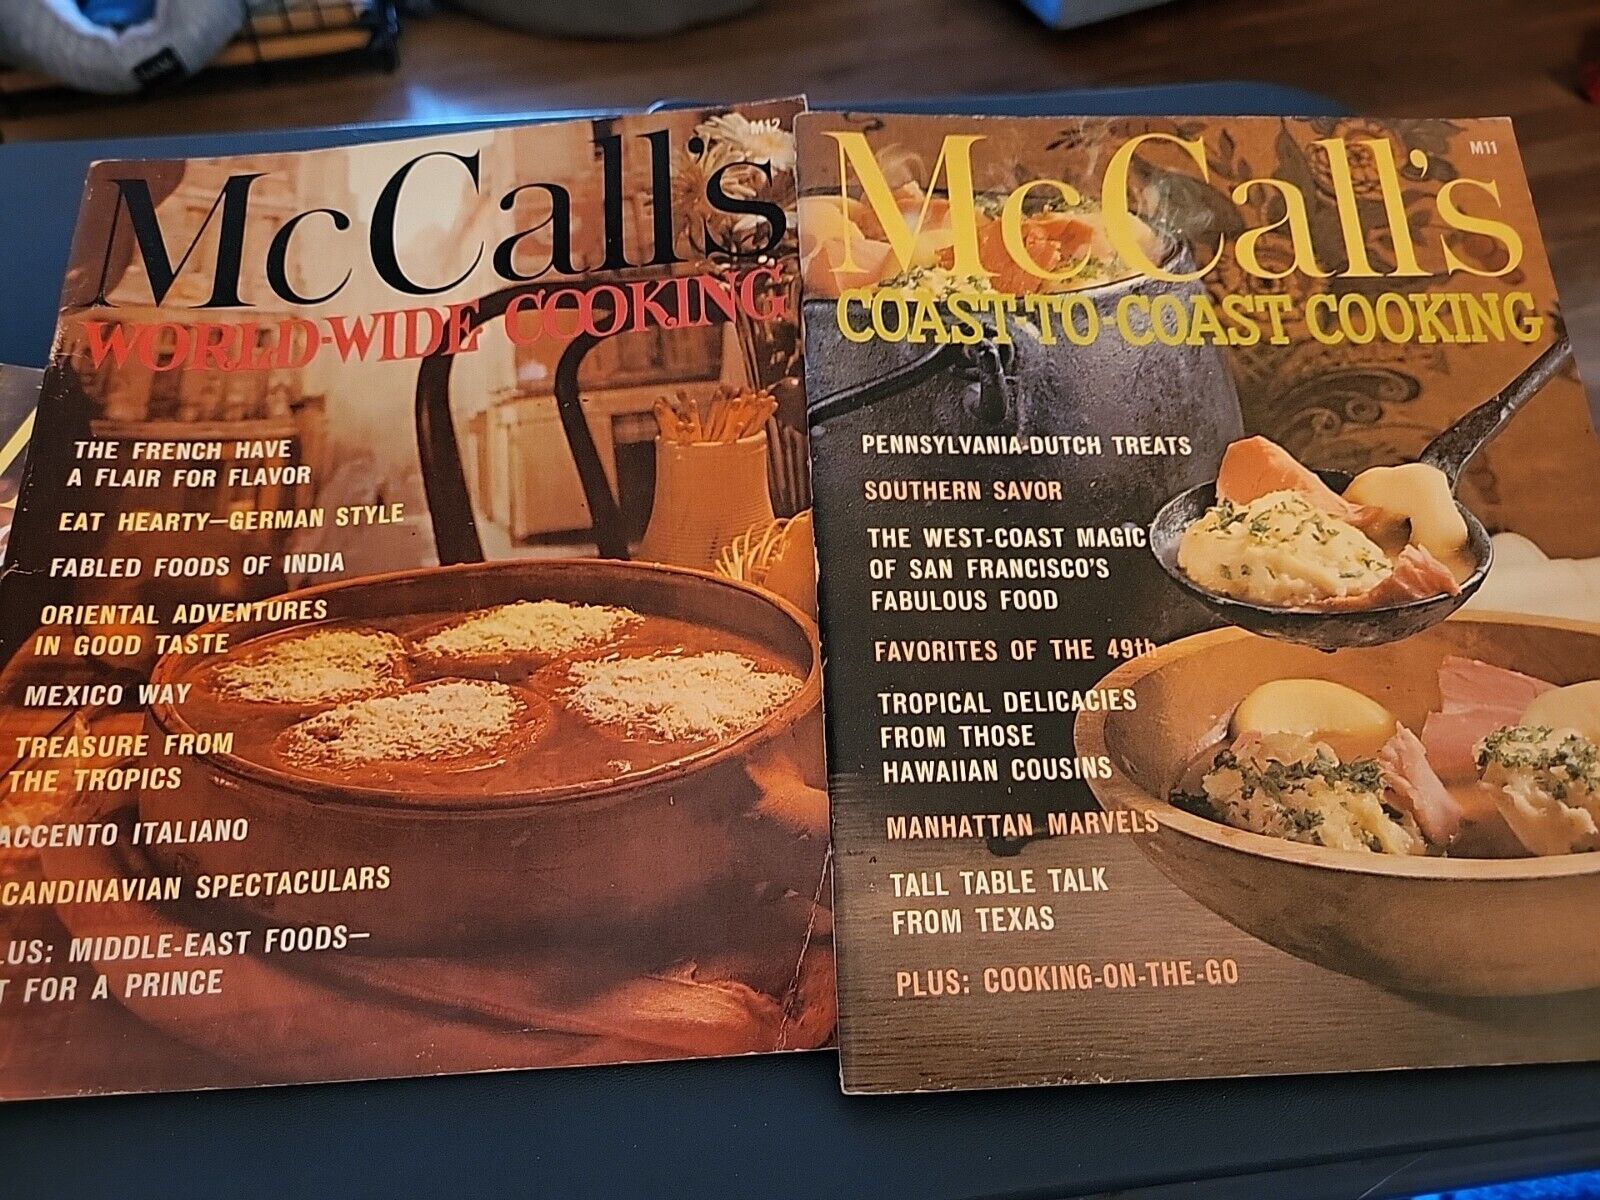 M12
McCall's
WORLD-WIDE COOKING
THE FRENCH HAVE
A FLAIR FOR FLAVOR
EAT HEARTY—GERMAN STYLE
FABLED FOODS OF INDIA
ORIENTAL ADVENTURES
IN GOOD TASTE
MEXICO WAY
TREASURE FROM
THE TROPICS
ACCENTO ITALIANO
CANDINAVIAN SPECTACULARS
LUS: MIDDLE-EAST FOODS—
T FOR A PRINCE
M11
McCall's
COAST-TO-COAST COOKING
PENNSYLVANIA-DUTCH TREATS
SOUTHERN SAVOR
THE WEST-COAST MAGIC
OF SAN FRANCISCO'S
FABULOUS FOOD
FAVORITES OF THE 49th
TROPICAL DELICACIES
FROM THOSE
HAWAIIAN COUSINS
MANHATTAN MARVELS
TALL TABLE TALK
FROM TEXAS
PLUS: COOKING-ON-THE-GO